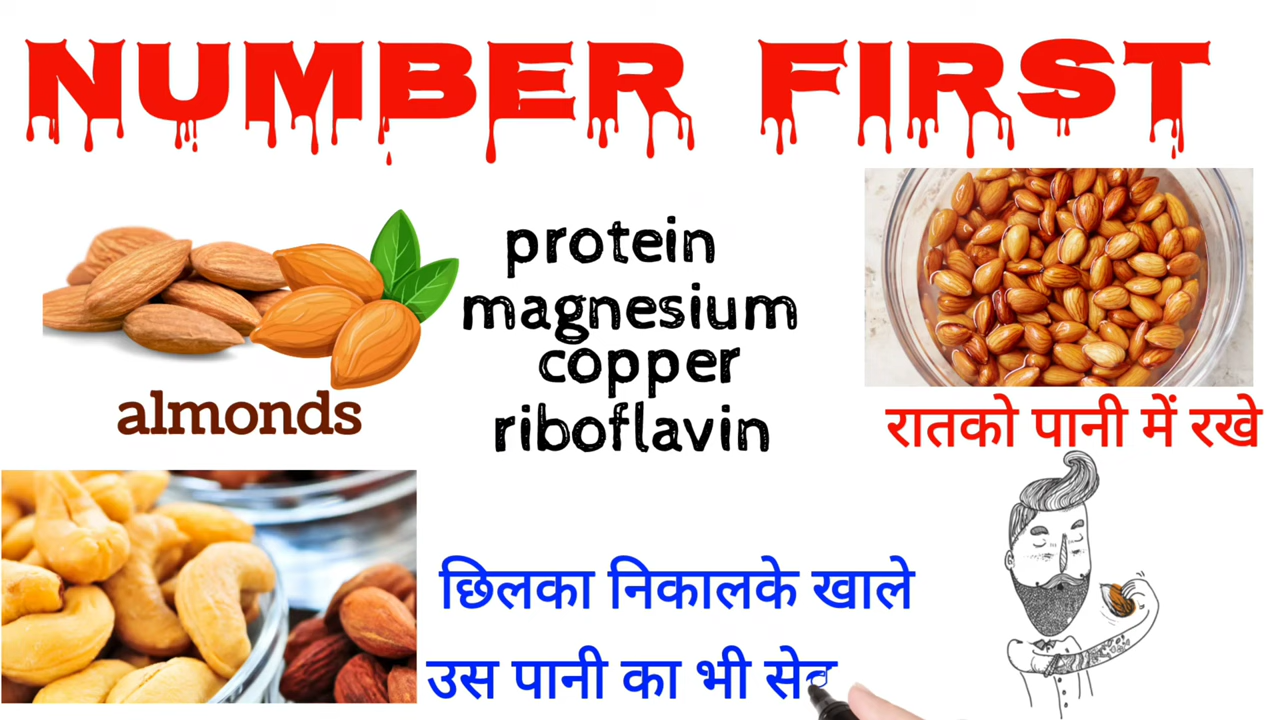 NUMBER FIRST
protein
magnesium
copper
riboflavin
almonds
रातको पानी में रखे
छिलका निकालके खाले
उस पानी का भी